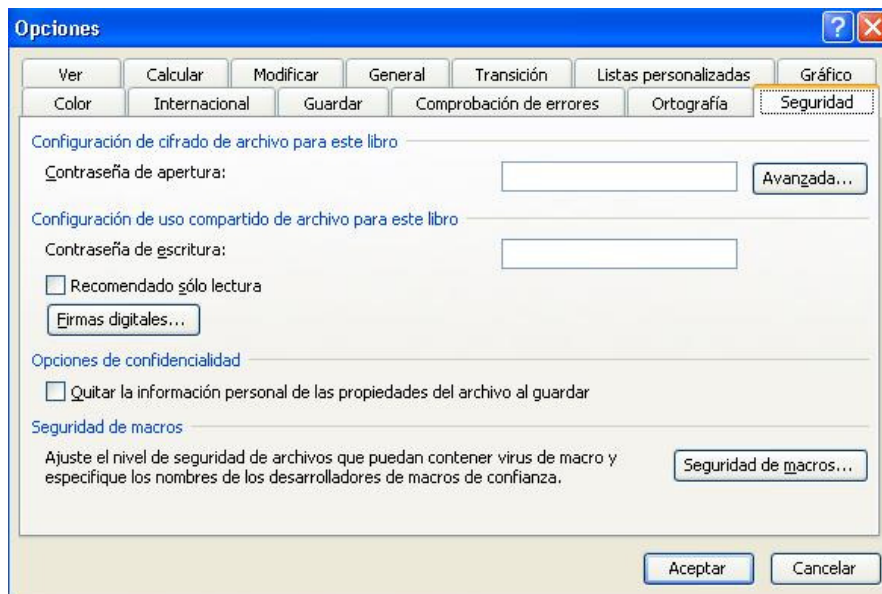 Opciones
Ver Calcular Modificar General Transición Listas personalizadas Gráfico
Color Internacional Guardar Comprobación de errores Ortografía Seguridad
Configuración de cifrado de archivo para este libro
Contraseña de apertura:
Avanzada...
Configuración de uso compartido de archivo para este libro
Contraseña de escritura:
Recomendado sólo lectura
Firmas digitales...
Opciones de confidencialidad
Quitar la información personal de las propiedades del archivo al guardar
Seguridad de macros
Ajuste el nivel de seguridad de archivos que puedan contener virus de macro y
especifique los nombres de los desarrolladores de macros de confianza.
Seguridad de macros...
Aceptar Cancelar